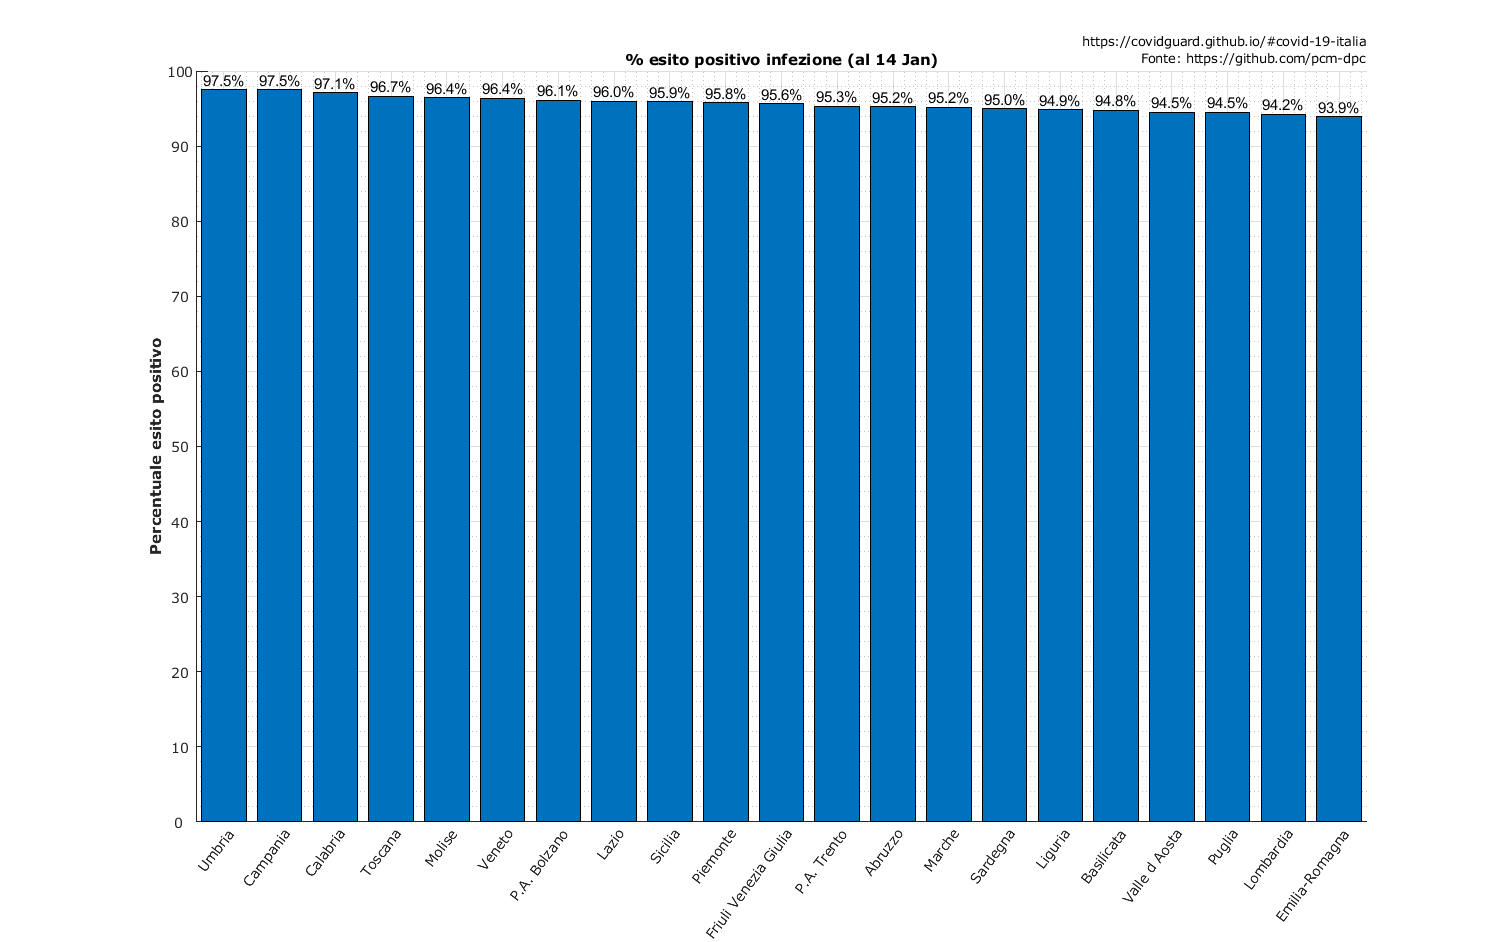 https://covidguard.github.io/#covid-19-italia
Fonte: https://github.com/pcm-dpc
% esito positivo infezione (al 14 Jan)
Percentuale esito positivo
100
90
80
70
60
50
40
30
20
10
0
97.5%
97.5%
97.1%
96.7%
96.4%
96.4%
96.1%
96.0%
95.9%
95.8%
95.6%
95.3%
95.2%
95.2%
95.0%
94.9%
94.8%
94.5%
94.5%
94.2%
93.9%
Umbria
Campania
Calabria
Toscana
Molise
Veneto
P.A. Bolzano
Lazio
Sicilia
Piemonte
Friuli Venezia Giulia
P.A. Trento
Abruzzo
Marche
Sardegna
Liguria
Basilicata
Valle d Aosta
Puglia
Lombardia
Emilia-Romagna